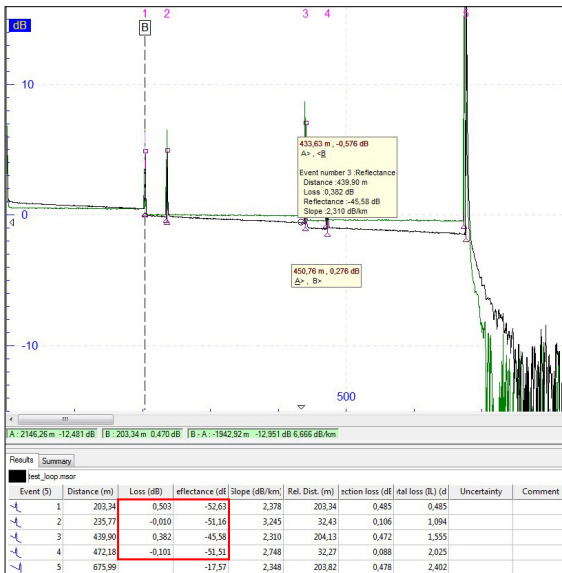 1 2 3 4 5
dB
B
10
433,63 m , -0,576 dB
A> , <B
Event number 3 :Reflectance
Distance :439,90 m
Loss :0,382 dB
Reflectance :-45,58 dB
Slope :2,310 dB/km
0
450,76 m , 0,276 dB
A> , B>
-10
500
A : 2146,26 m -12,481 dB B : 203,34 m 0,470 dB B - A : -1942,92 m -12,951 dB 6,666 dB/km
Results Summary
test_loop.msor
Event (5) Distance (m) Loss (dB) eflectance (dE Slope (dB/km) Rel. Dist. (m) ection loss (dE otal loss (IL) (d Uncertainty Comment
1 203,34 0,503 -52,63 2,378 203,34 0,485 0,485
2 235,77 -0,010 -51,16 3,245 32,43 0,106 1,094
3 439,90 0,382 -45,58 2,310 204,13 0,472 1,555
4 472,18 -0,101 -51,51 2,748 32,27 0,088 2,025
5 675,99 -17,57 2,348 203,82 0,478 2,402